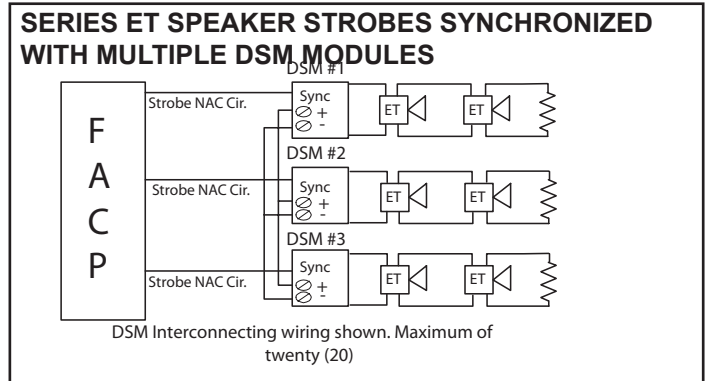 SERIES ET SPEAKER STROBES SYNCHRONIZED
WITH MULTIPLE DSM MODULES
DSM #1
Strobe NAC Cir.
Sync
+
-
ET
ET
DSM #2
Strobe NAC Cir.
Sync
+
-
ET
ET
DSM #3
Strobe NAC Cir.
Sync
+
-
ET
ET
F
A
C
P
DSM Interconnecting wiring shown. Maximum of
twenty (20)